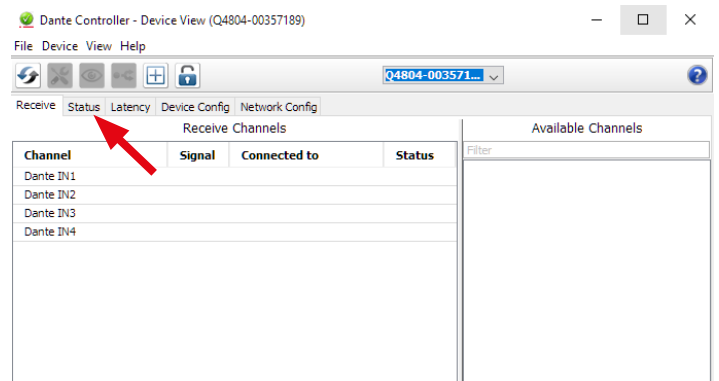 Dante Controller - Device View (Q4804-00357189)
File Device View Help
Q4804-003571...
Receive Status Latency Device Config Network Config
Receive Channels Available Channels
Channel Signal Connected to Status Filter
Dante IN1
Dante IN2
Dante IN3
Dante IN4